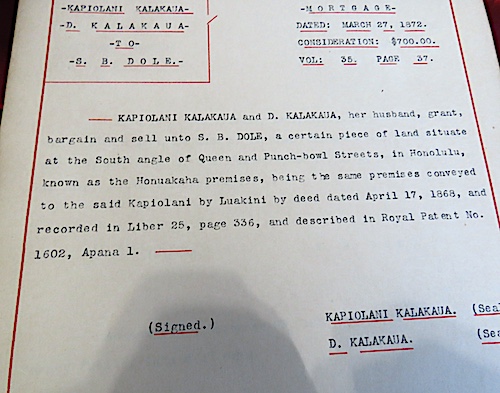 -KAPIOLANI KALAKAUA-
-D. KALAKAUA-
-TO-
-S. B. DOLE.-
-MORTGAGE-
DATED: MARCH 27, 1872.
CONSIDERATION: $700.00.
VOL: 35. PAGE 37.
KAPIOLANI KALAKAUA and D. KALAKAUA, her husband, grant,
bargain and sell unto S. B. DOLE, a certain piece of land situate
at the South angle of Queen and Punch-bowl Streets, in Honolulu,
known as the Honuakaha premises, being the same premises conveyed
to the said Kapiolani by Luakini by deed dated April 17, 1868, and
recorded in Liber 25, page 336, and described in Royal Patent No.
1602, Apana 1.
(Signed.)
KAPIOLANI KALAKAUA. (Seal
D. KALAKAUA. (Sea